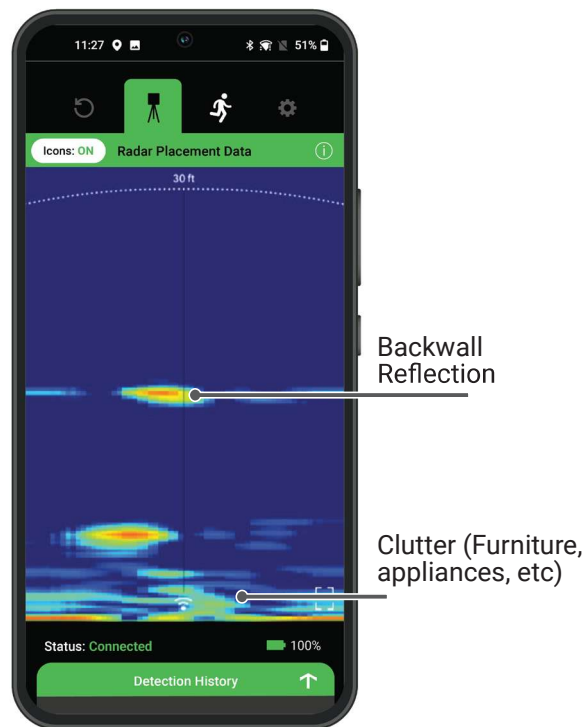 11:27
51%
Icons: ON
Radar Placement Data
30 ft
Backwall
Reflection
Clutter (Furniture,
appliances, etc)
Status: Connected
100%
Detection History